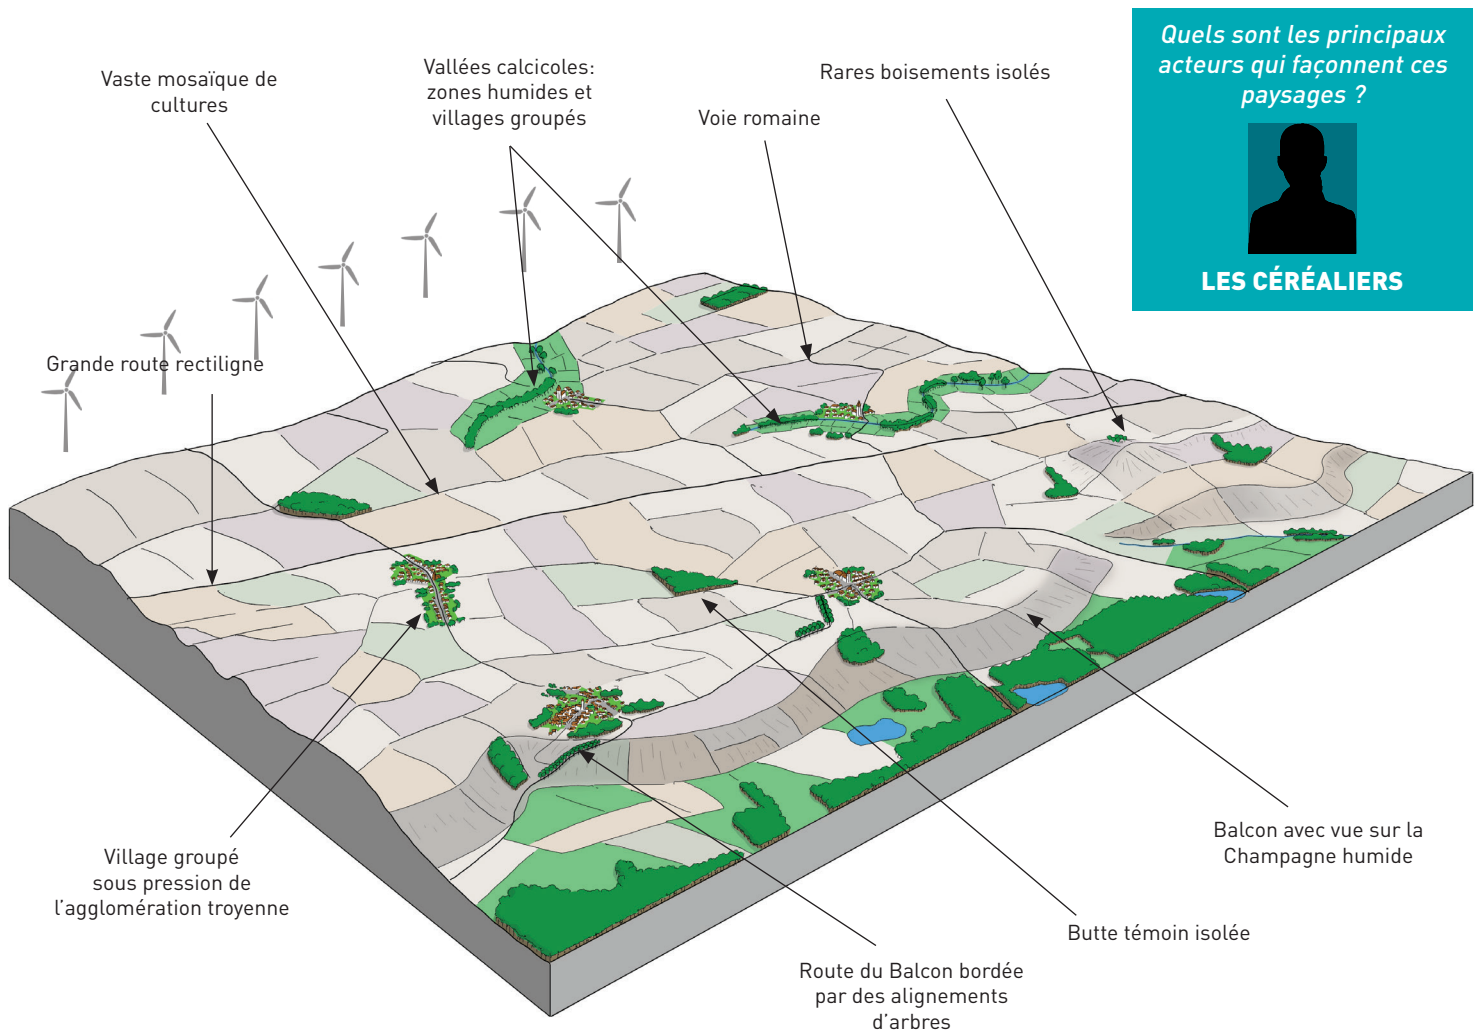 Quels sont les principaux
acteurs qui façonnent ces
paysages ?
LES CÉRÉALIERS
Vaste mosaïque de
cultures
Vallées calcicoles:
zones humides et
villages groupés
Voie romaine
Rares boisements isolés
Grande route rectiligne
Village groupé
sous pression de
l'agglomération troyenne
Route du Balcon bordée
par des alignements
d'arbres
Butte témoin isolée
Balcon avec vue sur la
Champagne humide